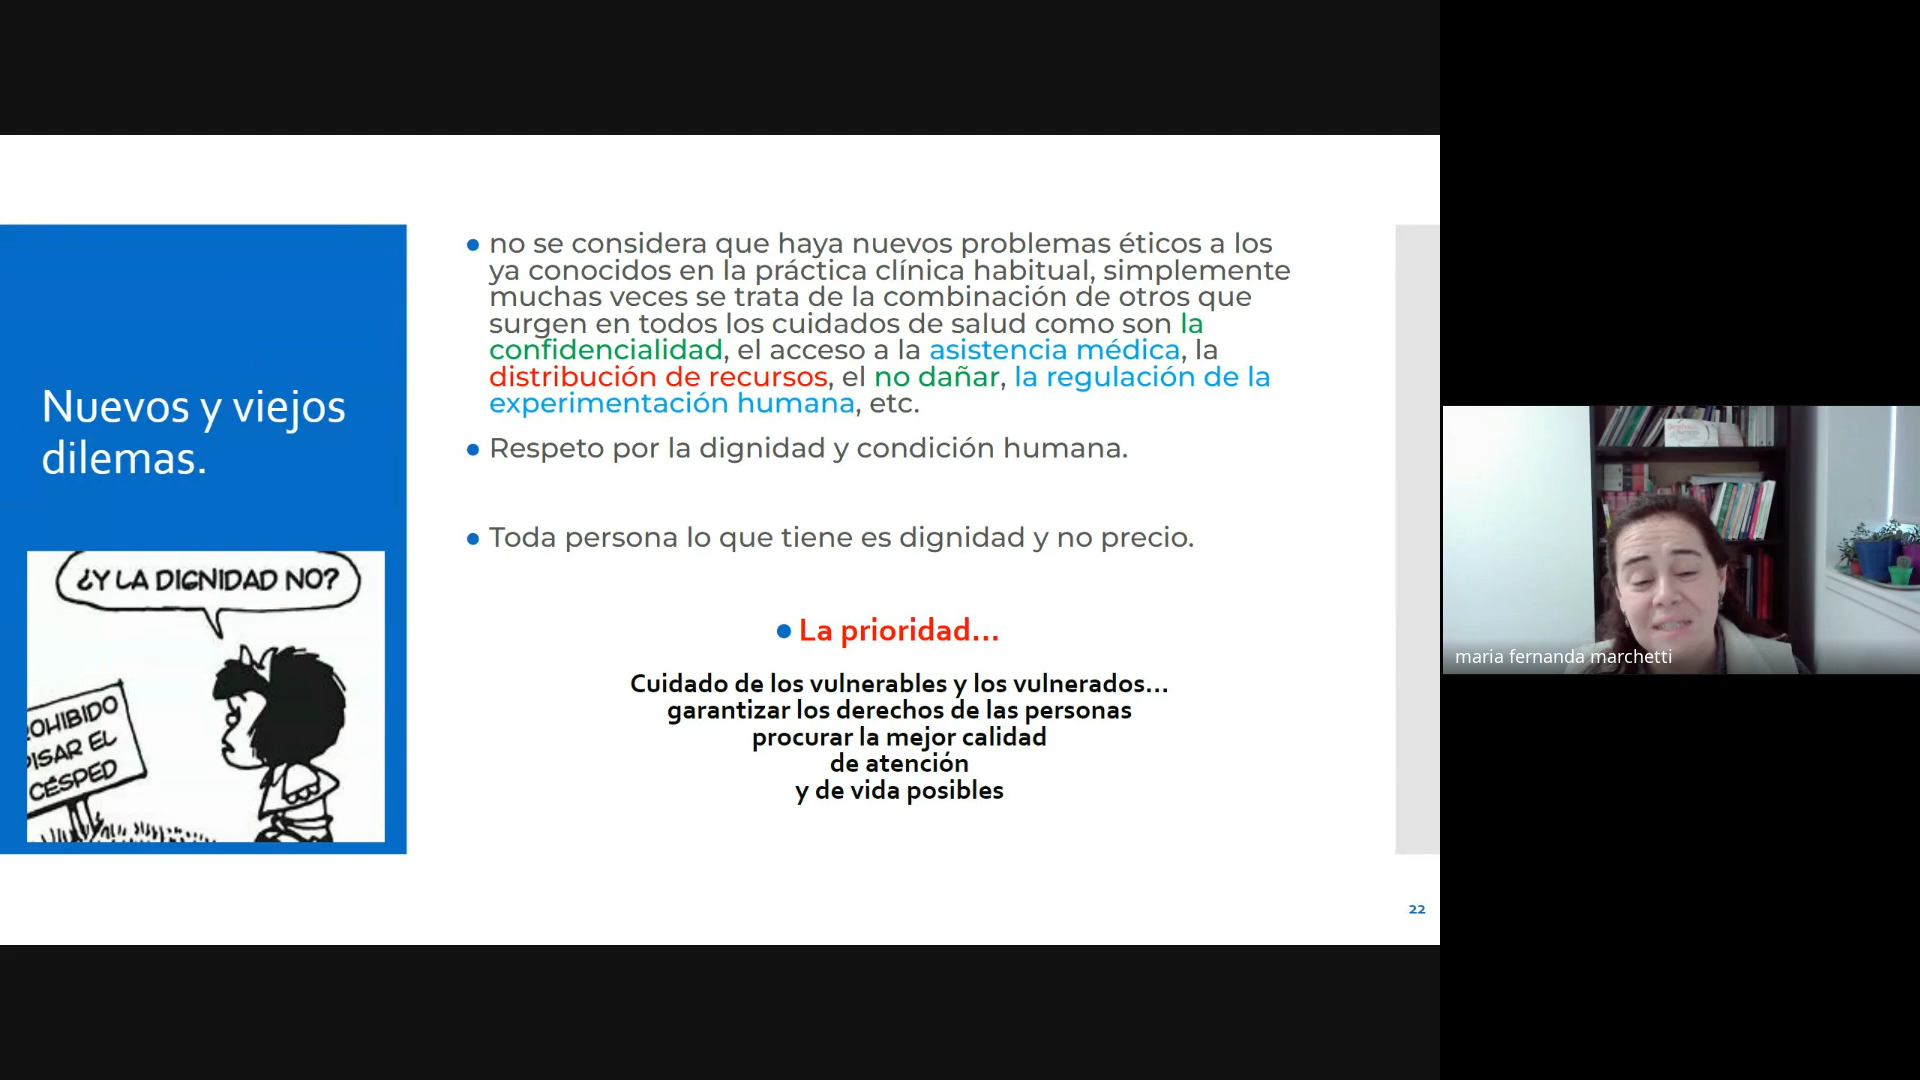 Nuevos y viejos
dilemas.
¿Y LA DIGNIDAD NO?
OHIBIDO
ISAR EL
CÉSPED
● no se considera que haya nuevos problemas éticos a los
ya conocidos en la práctica clínica habitual, simplemente
muchas veces se trata de la combinación de otros que
surgen en todos los cuidados de salud como son la
confidencialidad, el acceso a la asistencia médica, la
distribución de recursos, el no dañar, la regulación de la
experimentación humana, etc.
● Respeto por la dignidad y condición humana.
● Toda persona lo que tiene es dignidad y no precio.
● La prioridad...
Cuidado de los vulnerables y los vulnerados...
garantizar los derechos de las personas
procurar la mejor calidad
de atención
y de vida posibles
22
maria fernanda marchetti